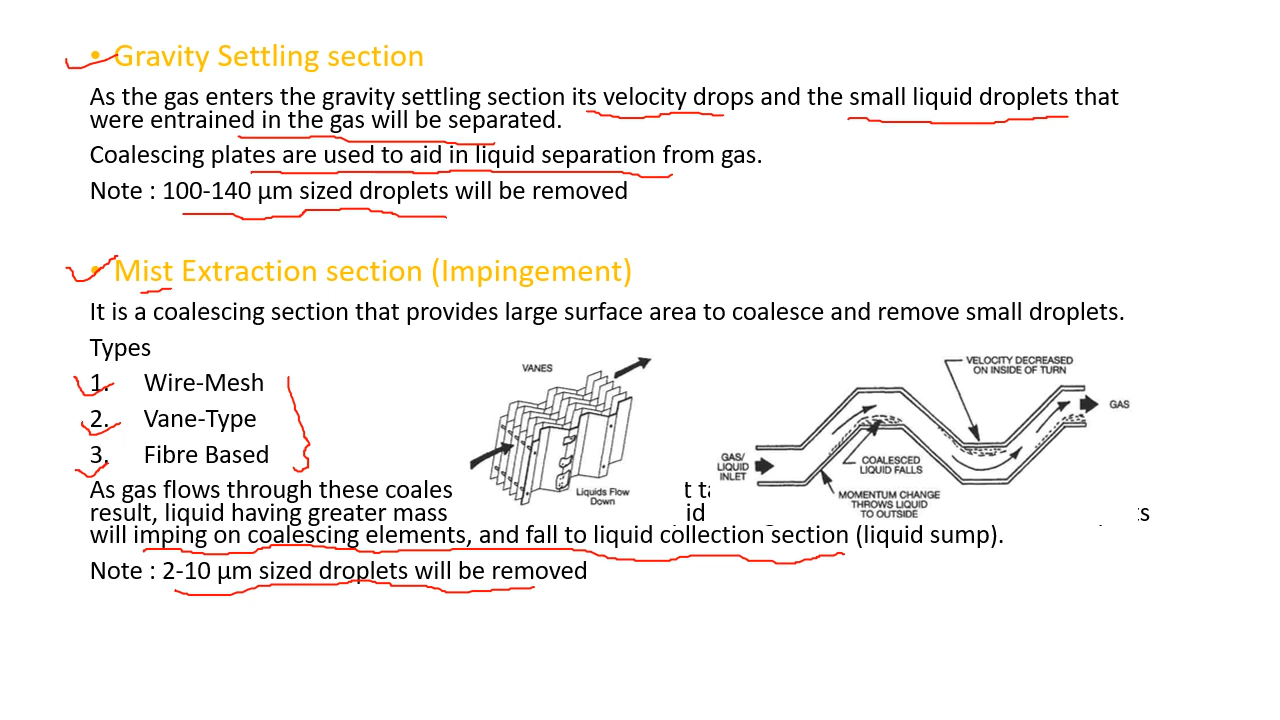 • Gravity Settling section
As the gas enters the gravity settling section its velocity drops and the small liquid droplets that
were entrained in the gas will be separated.
Coalescing plates are used to aid in liquid separation from gas.
Note : 100-140 µm sized droplets will be removed
• Mist Extraction section (Impingement)
It is a coalescing section that provides large surface area to coalesce and remove small droplets.
Types
1. Wire-Mesh
2. Vane-Type
3. Fibre Based
VANES
Liquids Flow
Down
VELOCITY DECREASED
ON INSIDE OF TURN
GAS
GAS/
LIQUID
INLET
COALESCED
LIQUID FALLS
MOMENTUM CHANGE
THROWS LIQUID
TO OUTSIDE
As gas flows through these
result, liquid having greater mass
will imping on coalescing elements, and fall to liquid collection section (liquid sump).
Note : 2-10 µm sized droplets will be removed